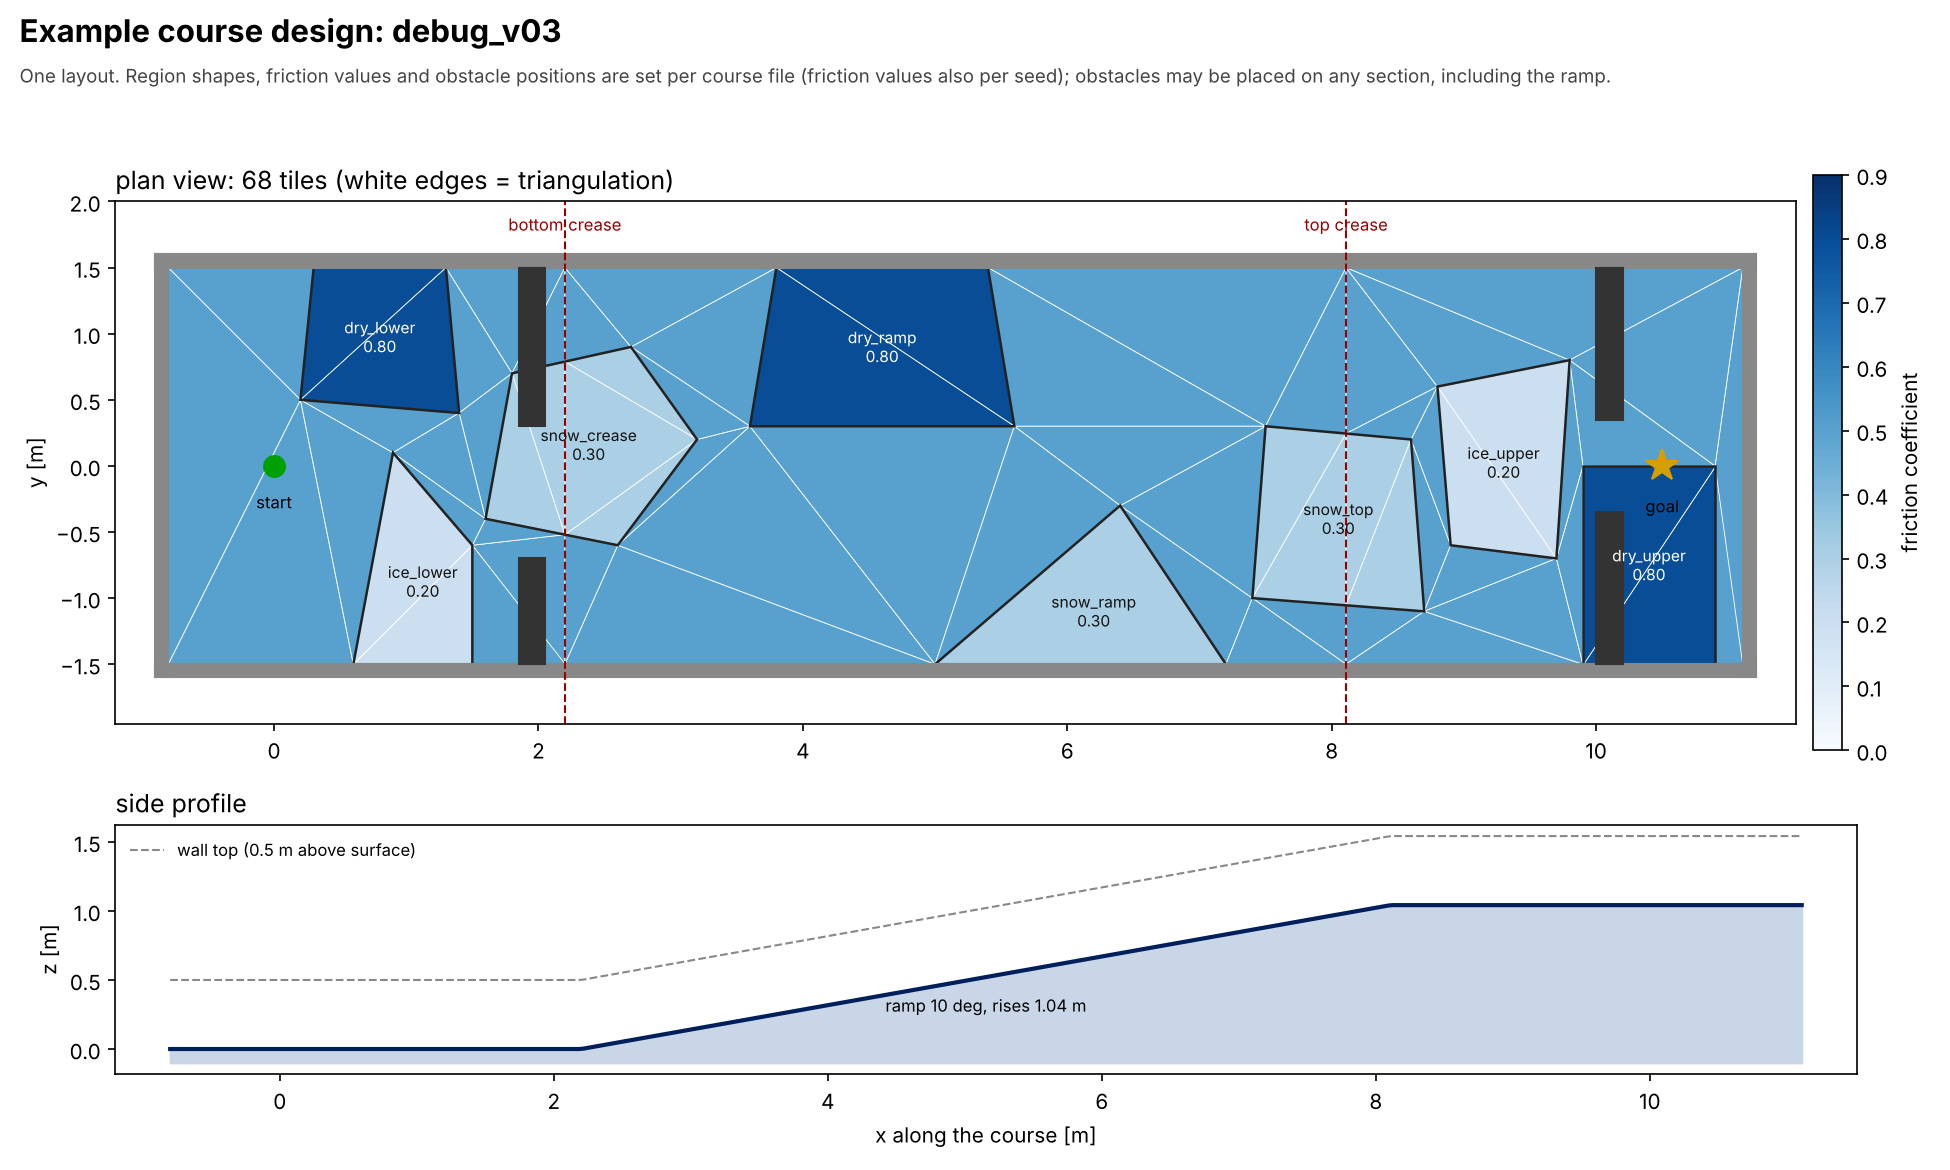 Example course design: debug_v03
One layout. Region shapes, friction values and obstacle positions are set per course file (friction values also per seed); obstacles may be placed on any section, including the ramp.
plan view: 68 tiles (white edges = triangulation)
bottom crease
top crease
2.0
1.5
1.0
0.5
0.0
−0.5
−1.0
−1.5
y [m]
dry_lower
0.80
dry_ramp
0.80
snow_crease
0.30
ice_upper
0.20
start
goal
snow_top
0.30
ice_lower
0.20
dry_upper
0.80
snow_ramp
0.30
0
2
4
6
8
10
0.9
0.8
0.7
0.6
0.5
0.4
0.3
0.2
0.1
0.0
friction coefficient
side profile
1.5
1.0
0.5
0.0
z [m]
wall top (0.5 m above surface)
ramp 10 deg, rises 1.04 m
0
2
4
6
8
10
x along the course [m]